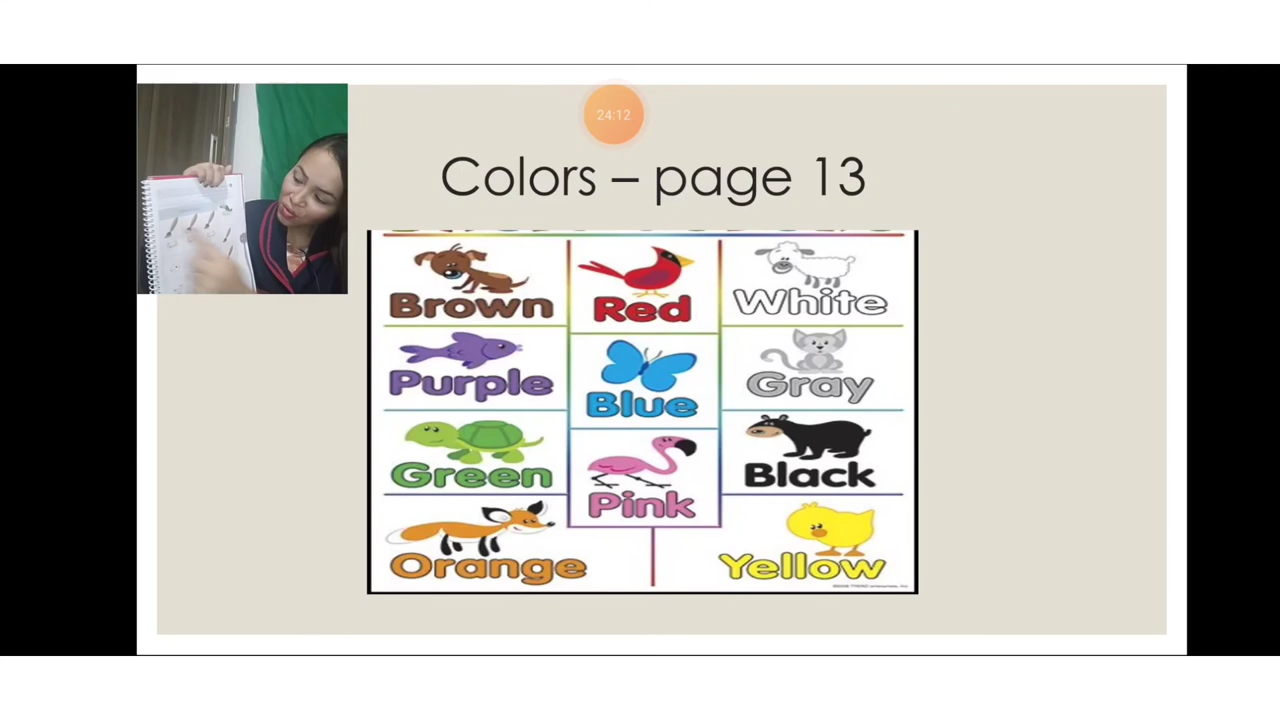 24:12
Colors – page 13
Brown
Red
White
Purple
Blue
Gray
Green
Pink
Black
Orange
Yellow